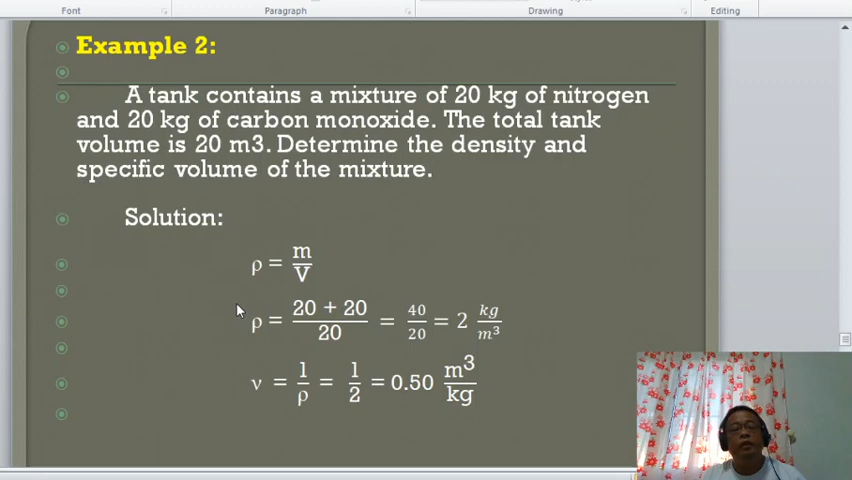 Font Paragraph Drawing Editing
Example 2:
A tank contains a mixture of 20 kg of nitrogen
and 20 kg of carbon monoxide. The total tank
volume is 20 m3. Determine the density and
specific volume of the mixture.
Solution:
ρ = m/V
ρ = (20 + 20)/20 = 40/20 = 2 kg/m³
ν = 1/ρ = 1/2 = 0.50 m³/kg